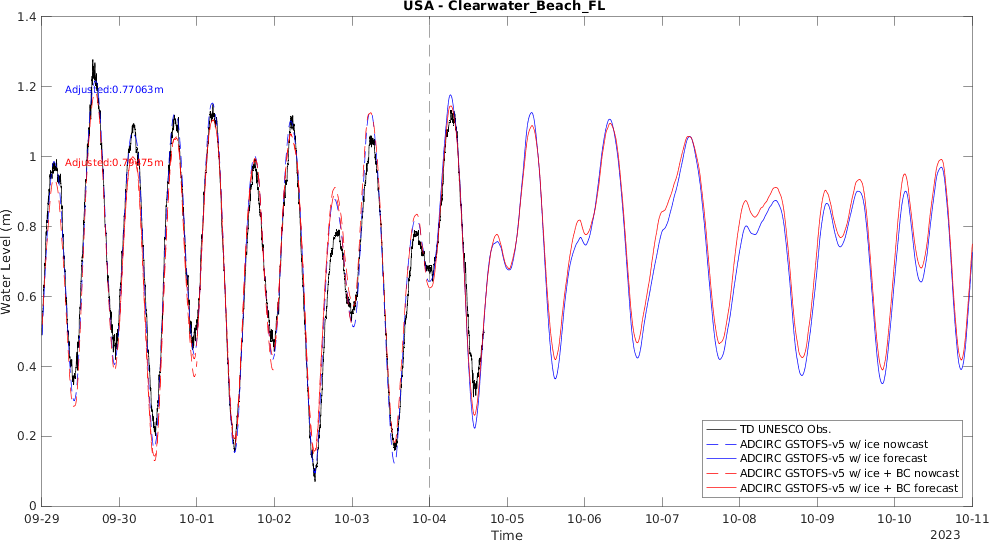 USA - Clearwater_Beach_FL
1.4
1.2
1
0.8
0.6
0.4
0.2
0
Water Level (m)
Adjusted:0.77063m
TD UNESCO Obs.
ADCIRC GSTOFS-v5 w/ ice nowcast
ADCIRC GSTOFS-v5 w/ ice forecast
ADCIRC GSTOFS-v5 w/ ice + BC nowcast
ADCIRC GSTOFS-v5 w/ ice + BC forecast
09-29 09-30 10-01 10-02 10-03 10-04 10-05 10-06 10-07 10-08 10-09 10-10 10-11
Time
2023